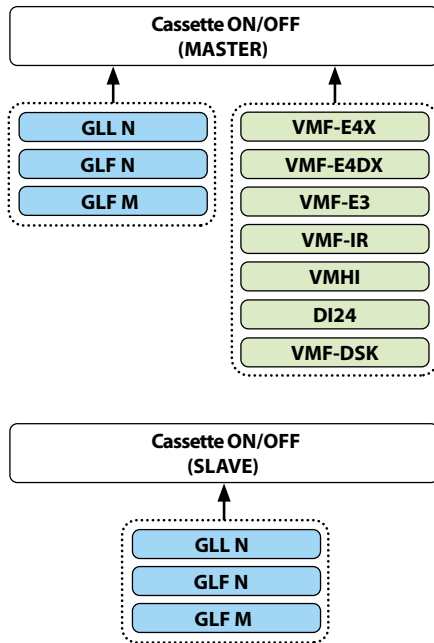 Cassette ON/OFF
(MASTER)
GLL N
GLF N
GLF M
VMF-E4X
VMF-E4DX
VMF-E3
VMF-IR
VMHI
DI24
VMF-DSK
Cassette ON/OFF
(SLAVE)
GLL N
GLF N
GLF M